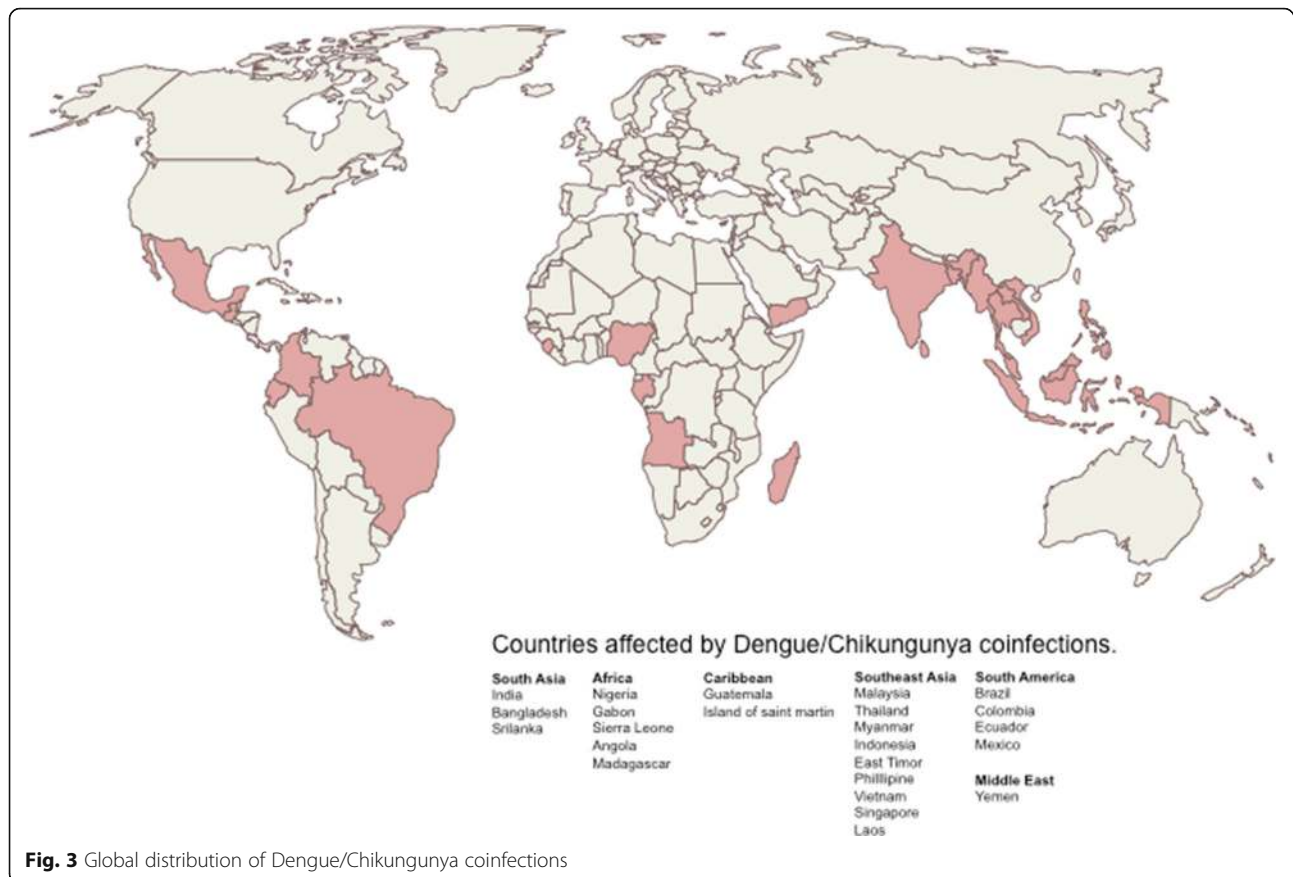 Countries affected by Dengue/Chikungunya coinfections.
South Asia
India
Bangladesh
Srilanka
Africa
Nigeria
Gabon
Sierra Leone
Angola
Madagascar
Caribbean
Guatemala
Island of saint martin
Southeast Asia
Malaysia
Thailand
Myanmar
Indonesia
East Timor
Philllipine
Vietnam
Singapore
Laos
South America
Brazil
Colombia
Ecuador
Mexico
Middle East
Yemen
Fig. 3 Global distribution of Dengue/Chikungunya coinfections